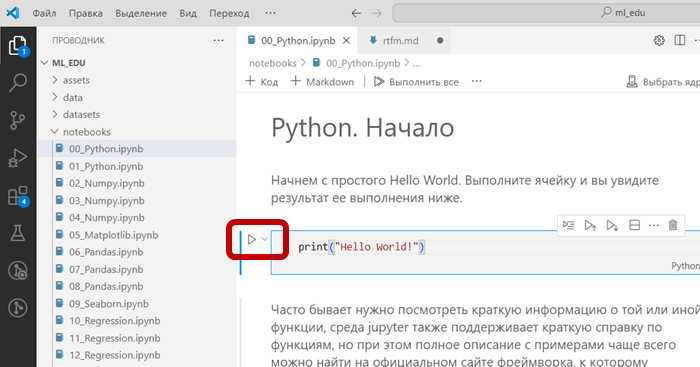 Файл Правка Выделение Вид Переход ... ml_edu
ПРОВОДНИК ...
ML_EDU
assets
data
datasets
notebooks
00_Python.ipynb
01_Python.ipynb
02_Numpy.ipynb
03_Numpy.ipynb
04_Numpy.ipynb
05_Matplotlib.ipynb
06_Pandas.ipynb
07_Pandas.ipynb
08_Pandas.ipynb
09_Seaborn.ipynb
10_Regression.ipynb
11_Regression.ipynb
12_Regression.ipynb
1
4
00_Python.ipynb rtfm.md
notebooks > 00_Python.ipynb > ...
+ Код + Markdown Выполнить все ... Выбрать ядр
Python. Начало
Начнем с простого Hello World. Выполните ячейку и вы увидите
результат ее выполнения ниже.
print("Hello World!")
Python
Часто бывает нужно посмотреть краткую информацию о той или иной
функции, среда jupyter также поддерживает краткую справку по
функциям, но при этом полное описание с примерами чаще всего
можно найти на официальном сайте фреймворка, к которому